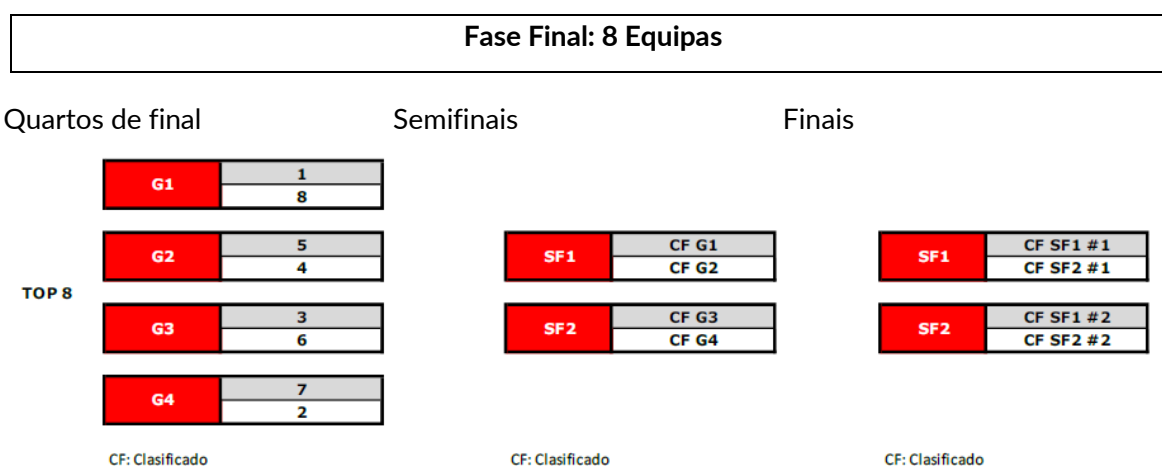 Fase Final: 8 Equipas
Quartos de final
Semifinais
Finais
TOP 8
G1
1
8
G2
5
4
G3
3
6
G4
7
2
CF: Clasificado
SF1
CF G1
CF G2
SF2
CF G3
CF G4
CF: Clasificado
SF1
CF SF1 #1
CF SF2 #1
SF2
CF SF1 #2
CF SF2 #2
CF: Clasificado